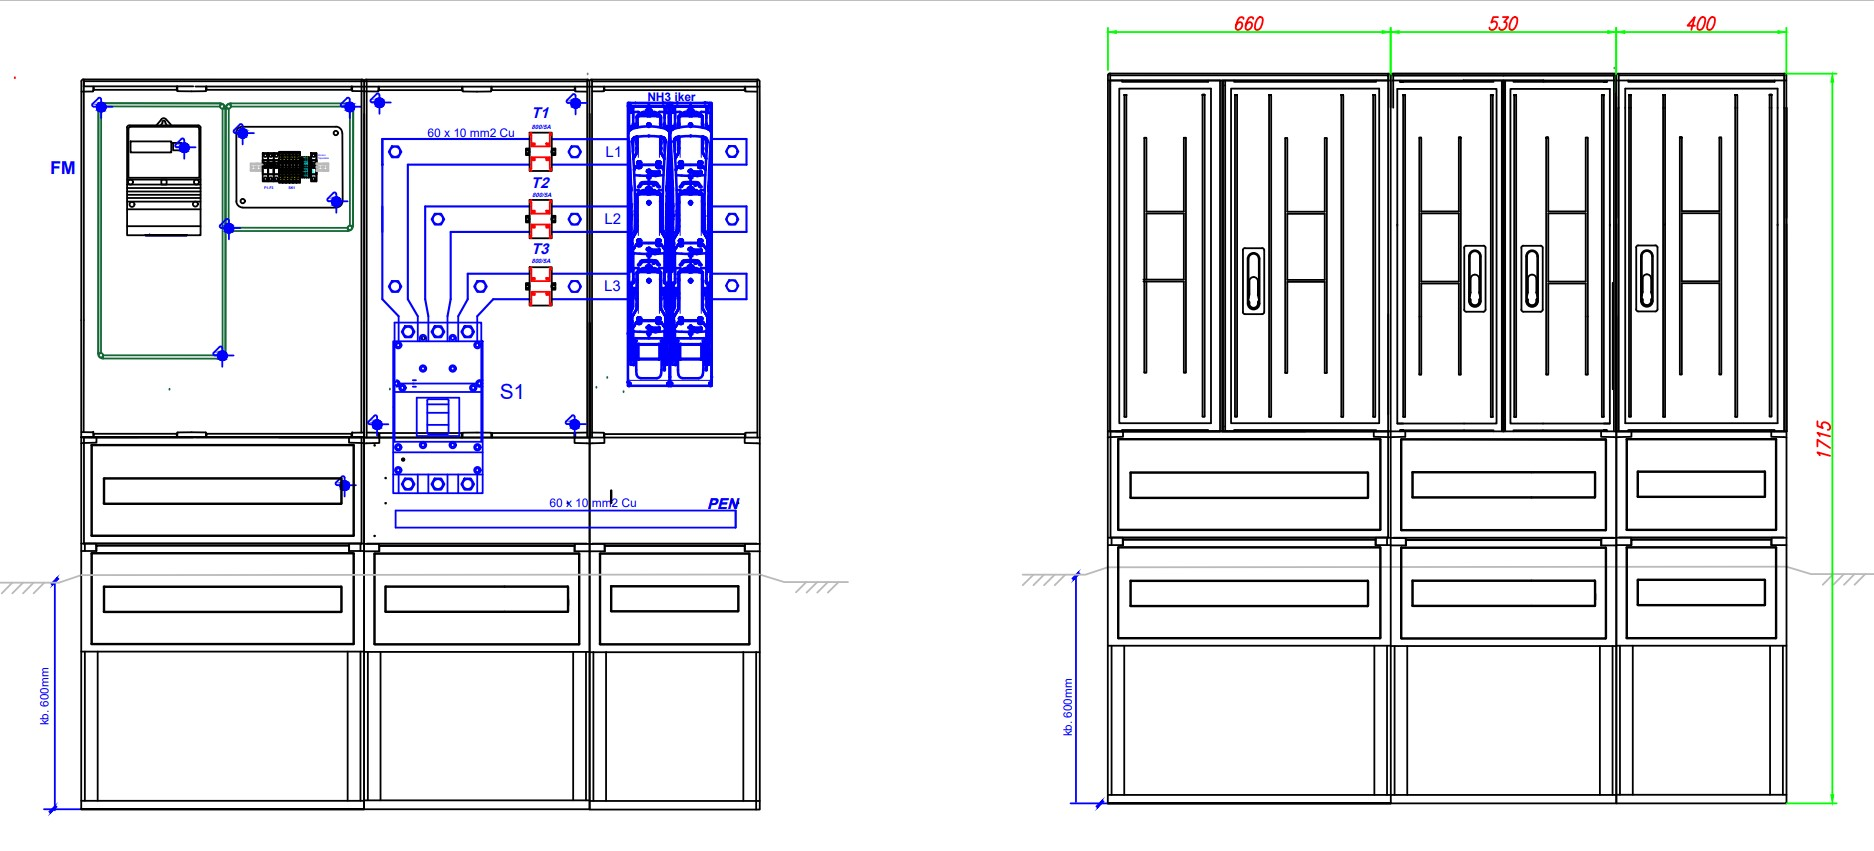 660
530
400
NH3 iker
T1
800/5A
60 x 10 mm2 Cu
L1
FM
T2
800/5A
L2
T3
800/5A
L3
S1
1715
60 x 10 mm2 Cu
PEN
kb. 600mm
kb. 600mm